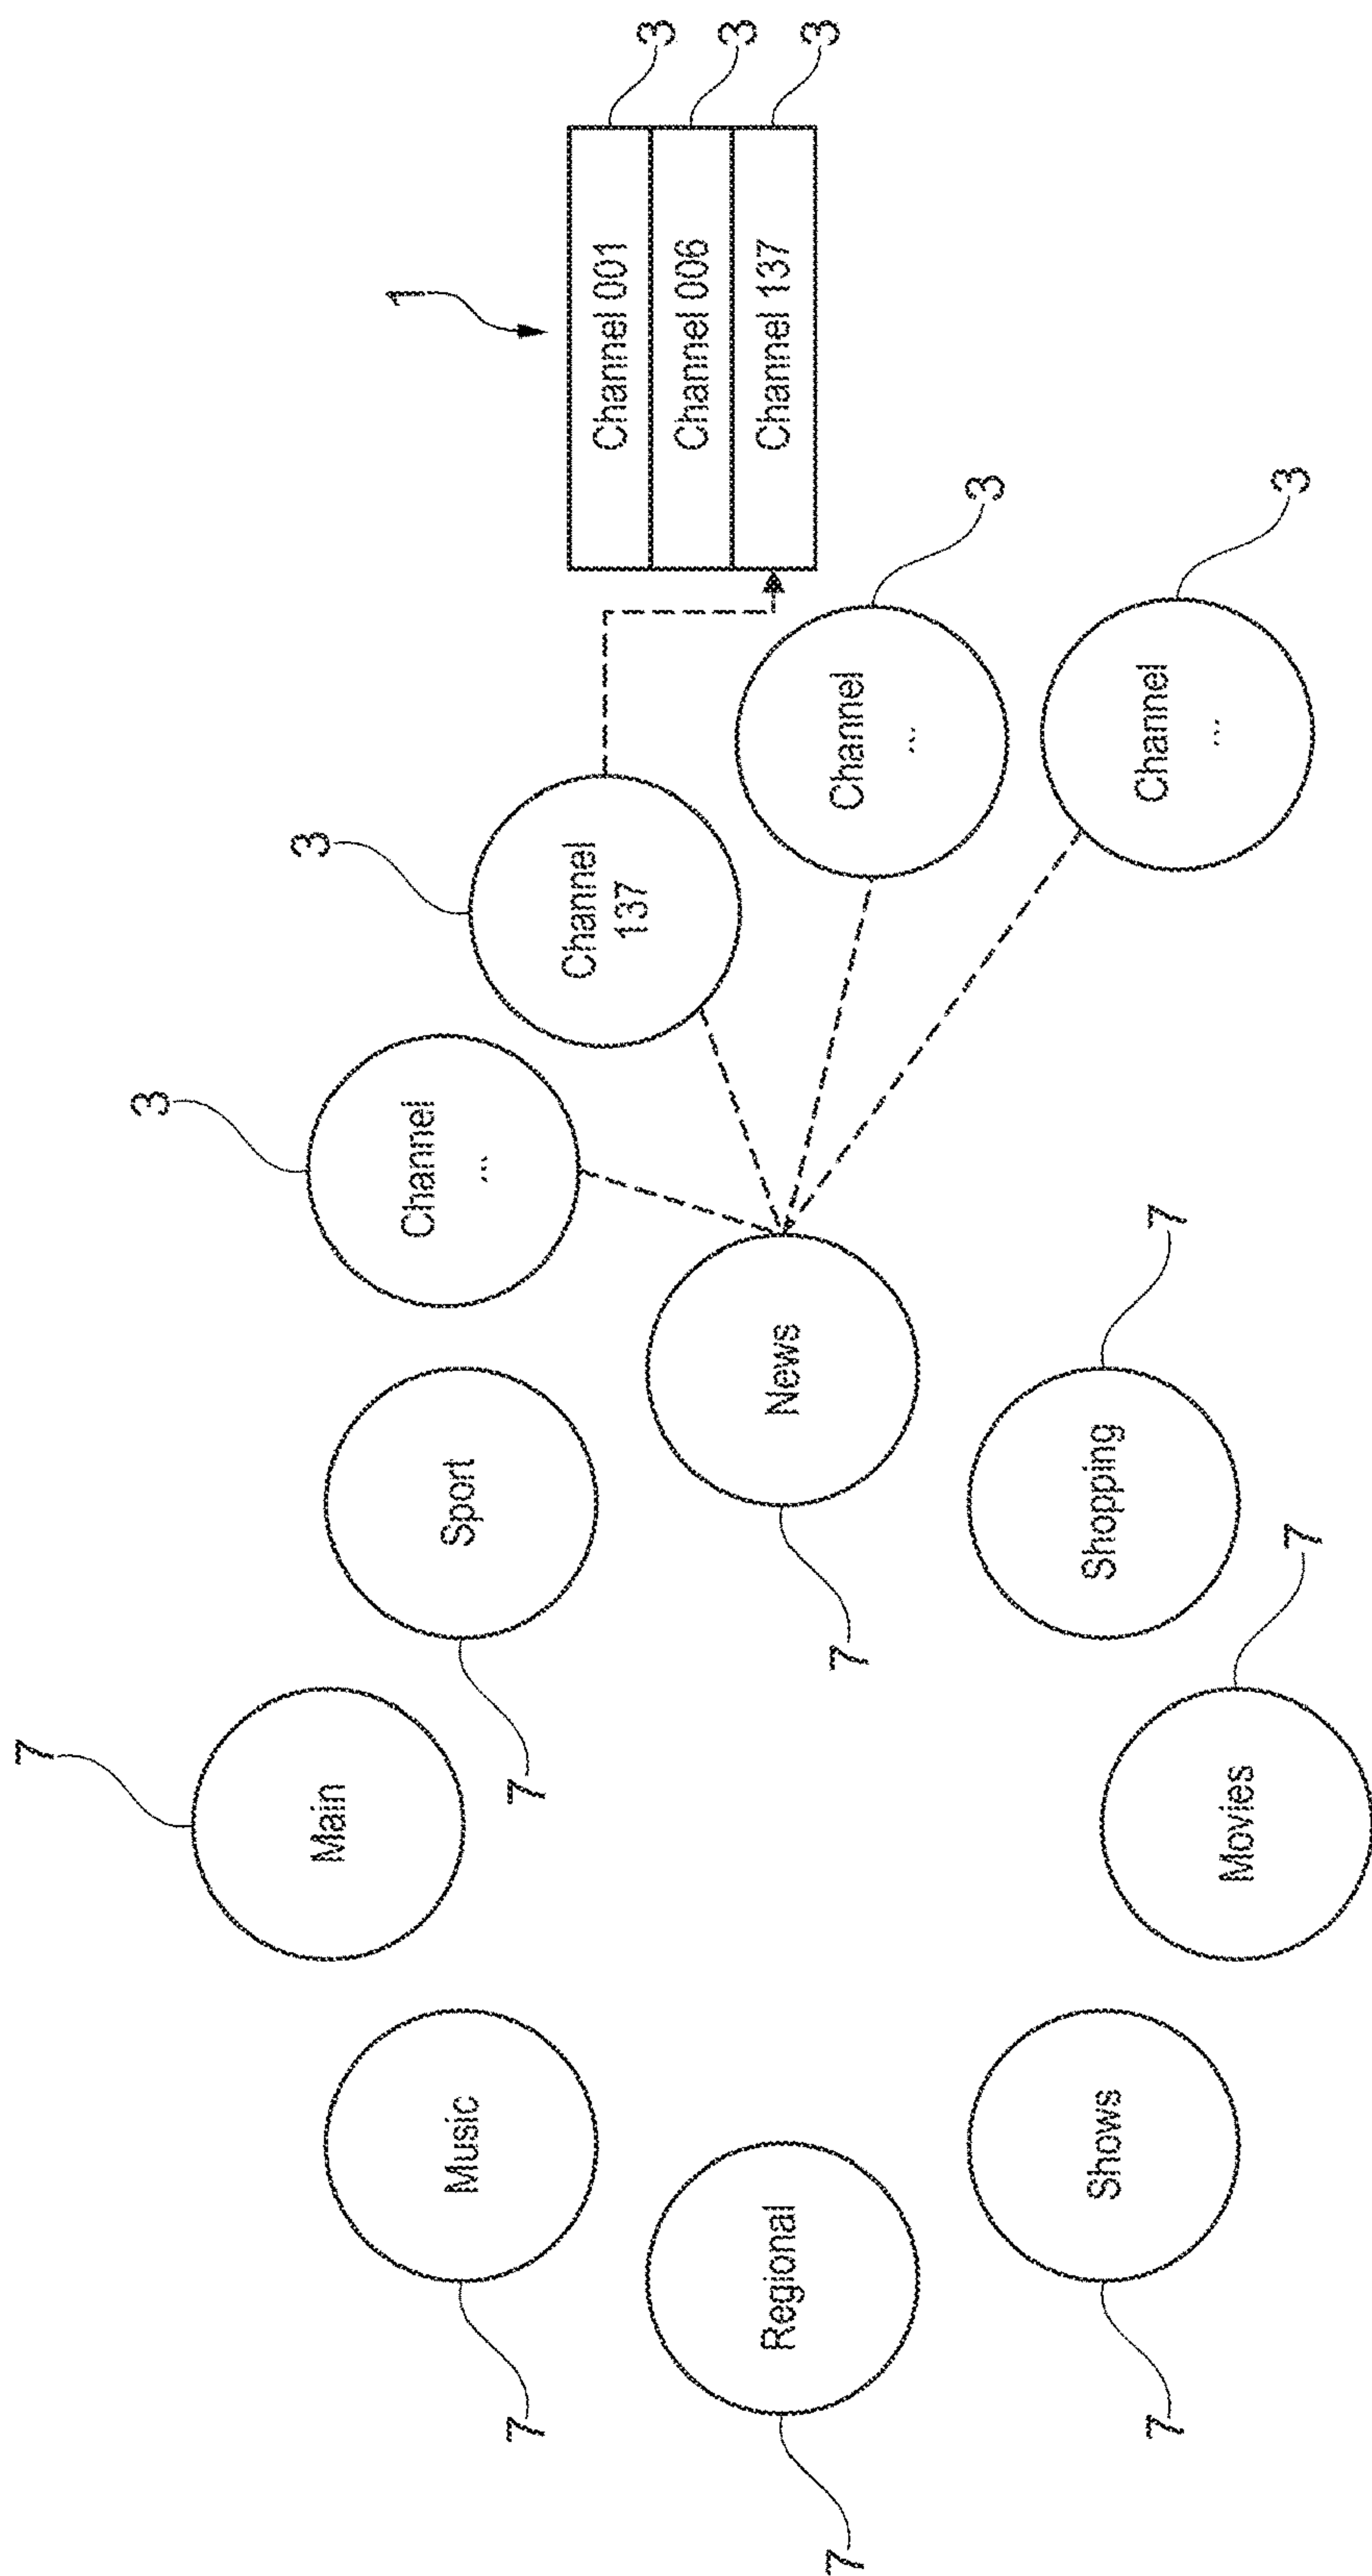 7
Main
3
Channel
...
3
Channel
137
1
Channel 001
3
Channel 006
3
Channel 137
3
Music
7
Sport
7
Regional
7
News
7
Channel
...
3
Channel
...
3
Shows
7
Shopping
7
Movies
7